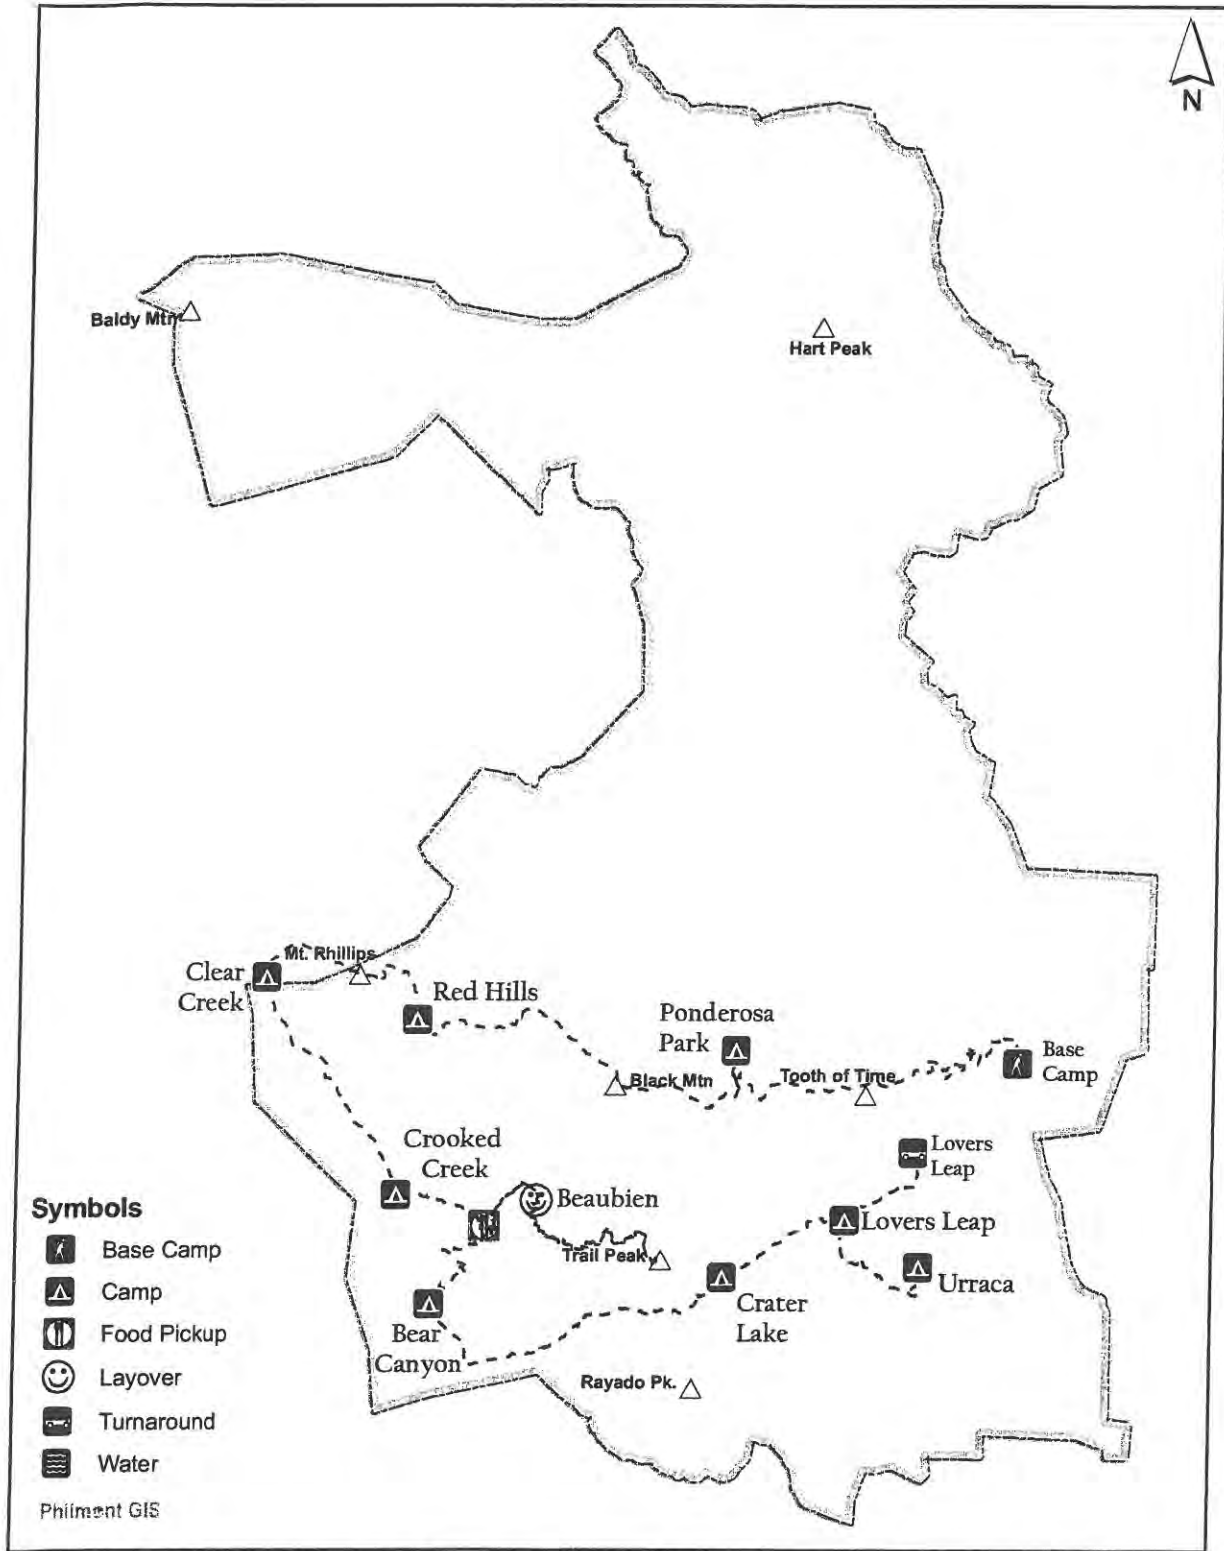 N
Baldy Mtn
Hart Peak
Mt. Rhillips
Clear
Creek
Red Hills
Ponderosa
Park
Base
Camp
Black Mtn
Tooth of Time
Crooked
Creek
Lovers
Leap
Beaubien
Lovers Leap
Trail Peak
Urraca
Crater
Lake
Bear
Canyon
Rayado Pk.
Symbols
Base Camp
Camp
Food Pickup
Layover
Turnaround
Water
Philmont GIS